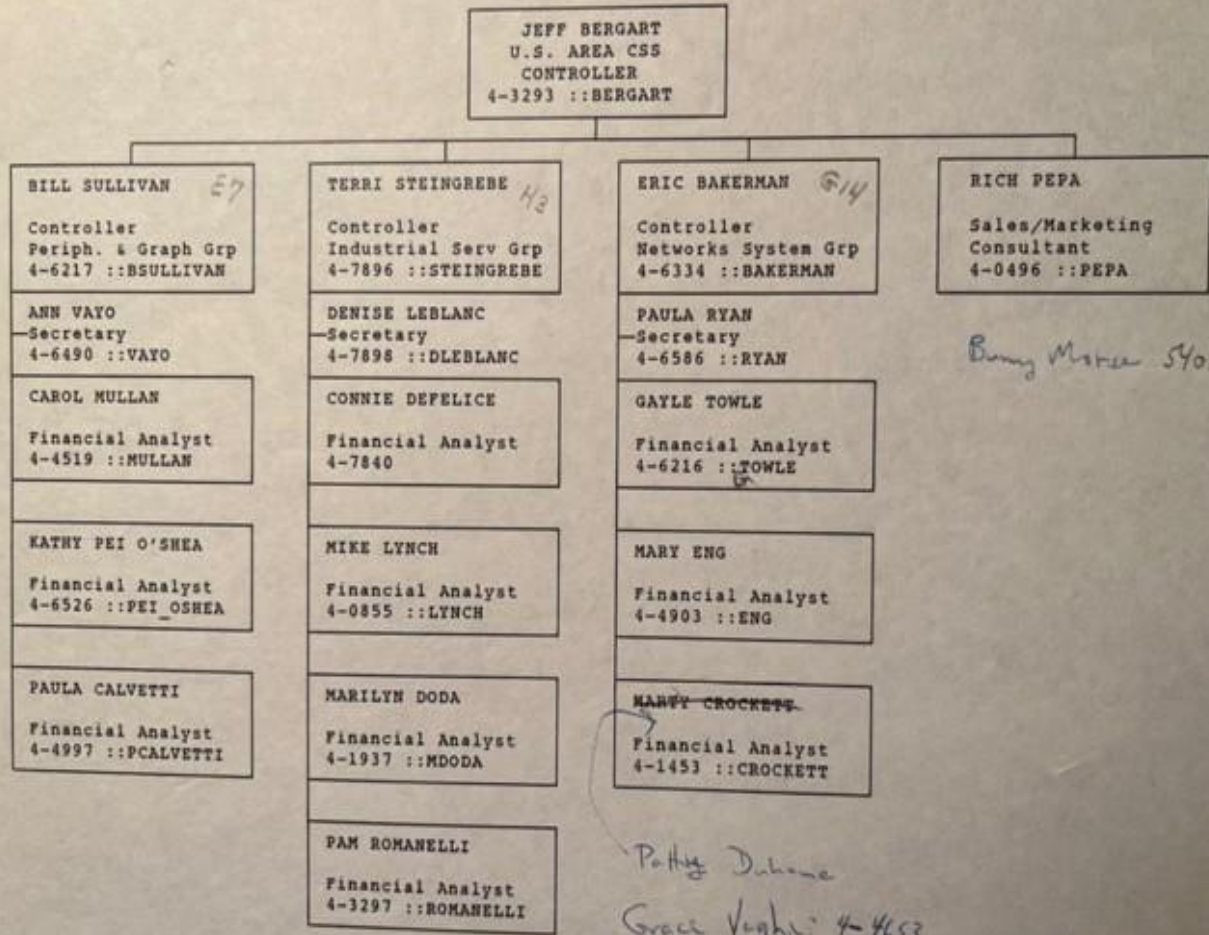 JEFF BERGART
U.S. AREA CSS
CONTROLLER
4-3293 ::BERGART
BILL SULLIVAN E7
Controller
Periph. & Graph Grp
4-6217 ::BSULLIVAN
ANN VAYO
Secretary
4-6490 ::VAYO
CAROL MULLAN
Financial Analyst
4-4519 ::MULLAN
KATHY PEI O'SHEA
Financial Analyst
4-6526 ::PEI_OSHEA
PAULA CALVETTI
Financial Analyst
4-4997 ::PCALVETTI
TERRI STEINGREBE H3
Controller
Industrial Serv Grp
4-7896 ::STEINGREBE
DENISE LEBLANC
Secretary
4-7898 ::DLEBLANC
CONNIE DEFELICE
Financial Analyst
4-7840
MIKE LYNCH
Financial Analyst
4-0855 ::LYNCH
MARILYN DODA
Financial Analyst
4-1937 ::MDODA
PAM ROMANELLI
Financial Analyst
4-3297 ::ROMANELLI
ERIC BAKERMAN G14
Controller
Networks System Grp
4-6334 ::BAKERMAN
PAULA RYAN
Secretary
4-6586 ::RYAN
GAYLE TOWLE
Financial Analyst
4-6216 ::TOWLE
G
MARY ENG
Financial Analyst
4-4903 ::ENG
MARTY CROCKETT
Financial Analyst
4-1453 ::CROCKETT
Duhame
Grace
RICH PEPA
Sales/Marketing
Consultant
4-0496 ::PEPA
Bunny 540